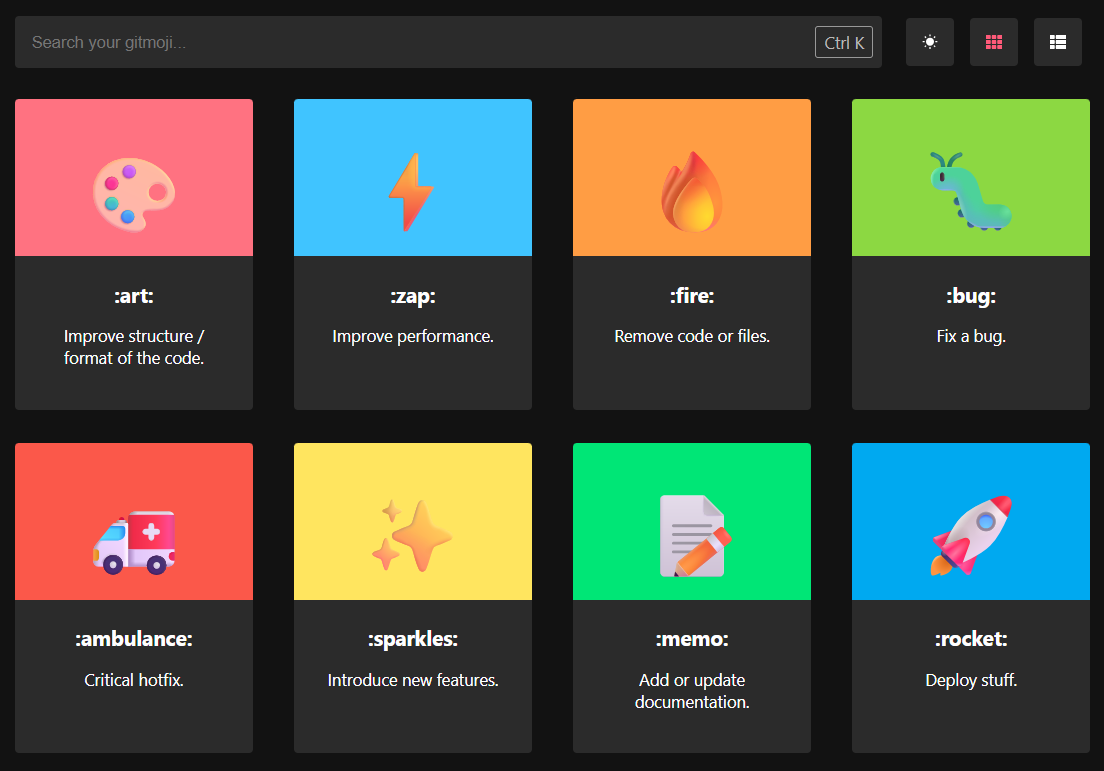 Search your gitmoji...
Ctrl K
:art:
Improve structure /
format of the code.
:zap:
Improve performance.
:fire:
Remove code or files.
:bug:
Fix a bug.
:ambulance:
Critical hotfix.
:sparkles:
Introduce new features.
:memo:
Add or update
documentation.
:rocket:
Deploy stuff.